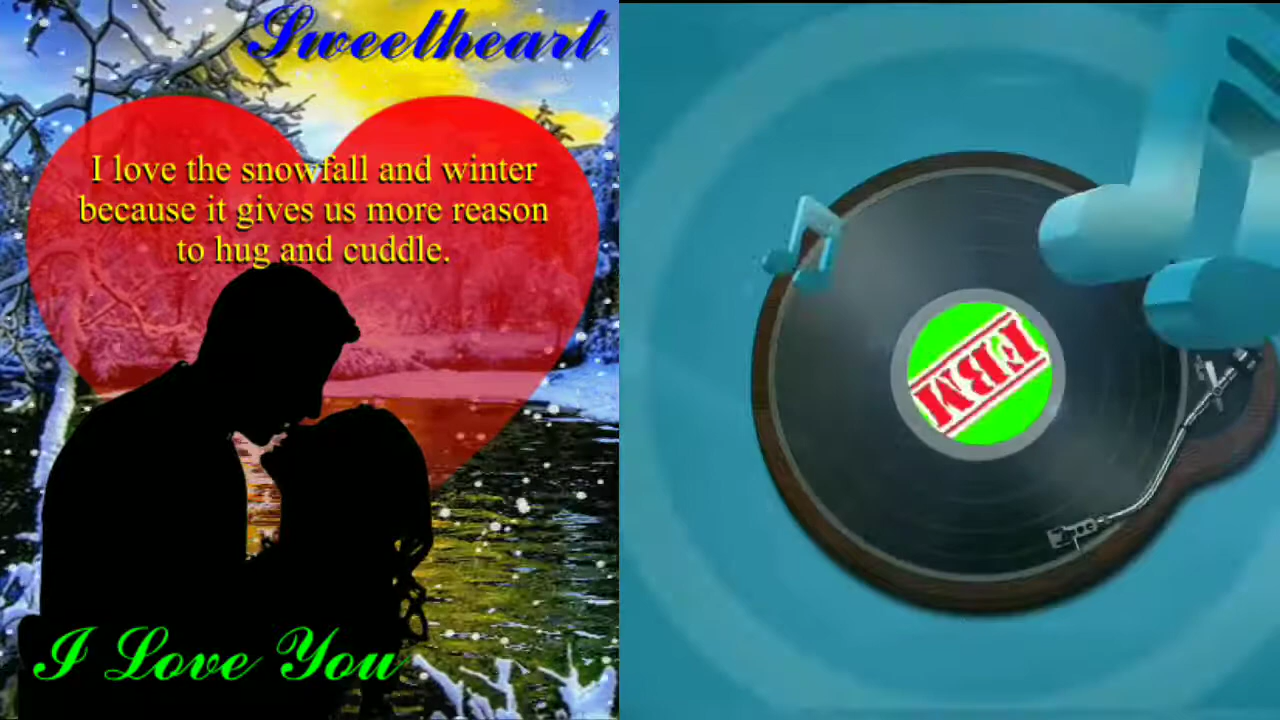 Sweetheart
I love the snowfall and winter
because it gives us more reason
to hug and cuddle.
I Love You
FBM